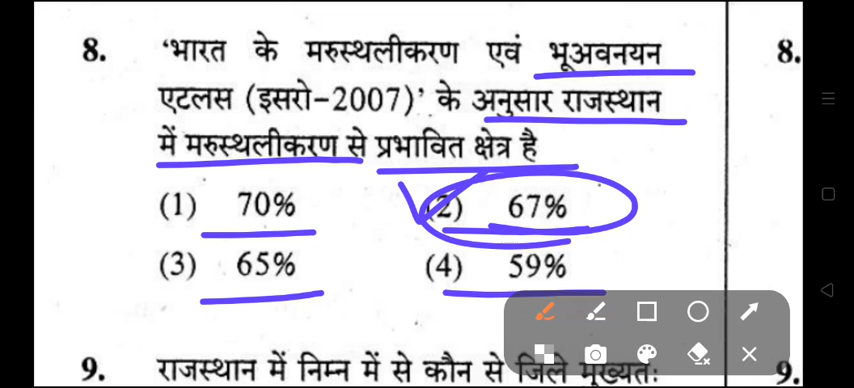 8. ‘भारत के मरुस्थलीकरण एवं भूअवनयन 8.
एटलस (इसरो-2007)’ के अनुसार राजस्थान
में मरुस्थलीकरण से प्रभावित क्षेत्र है
(1) 70% (2) 67%
(3) 65% (4) 59%
9. राजस्थान में निम्न में से कौन से जिले मुख्यतः 9.